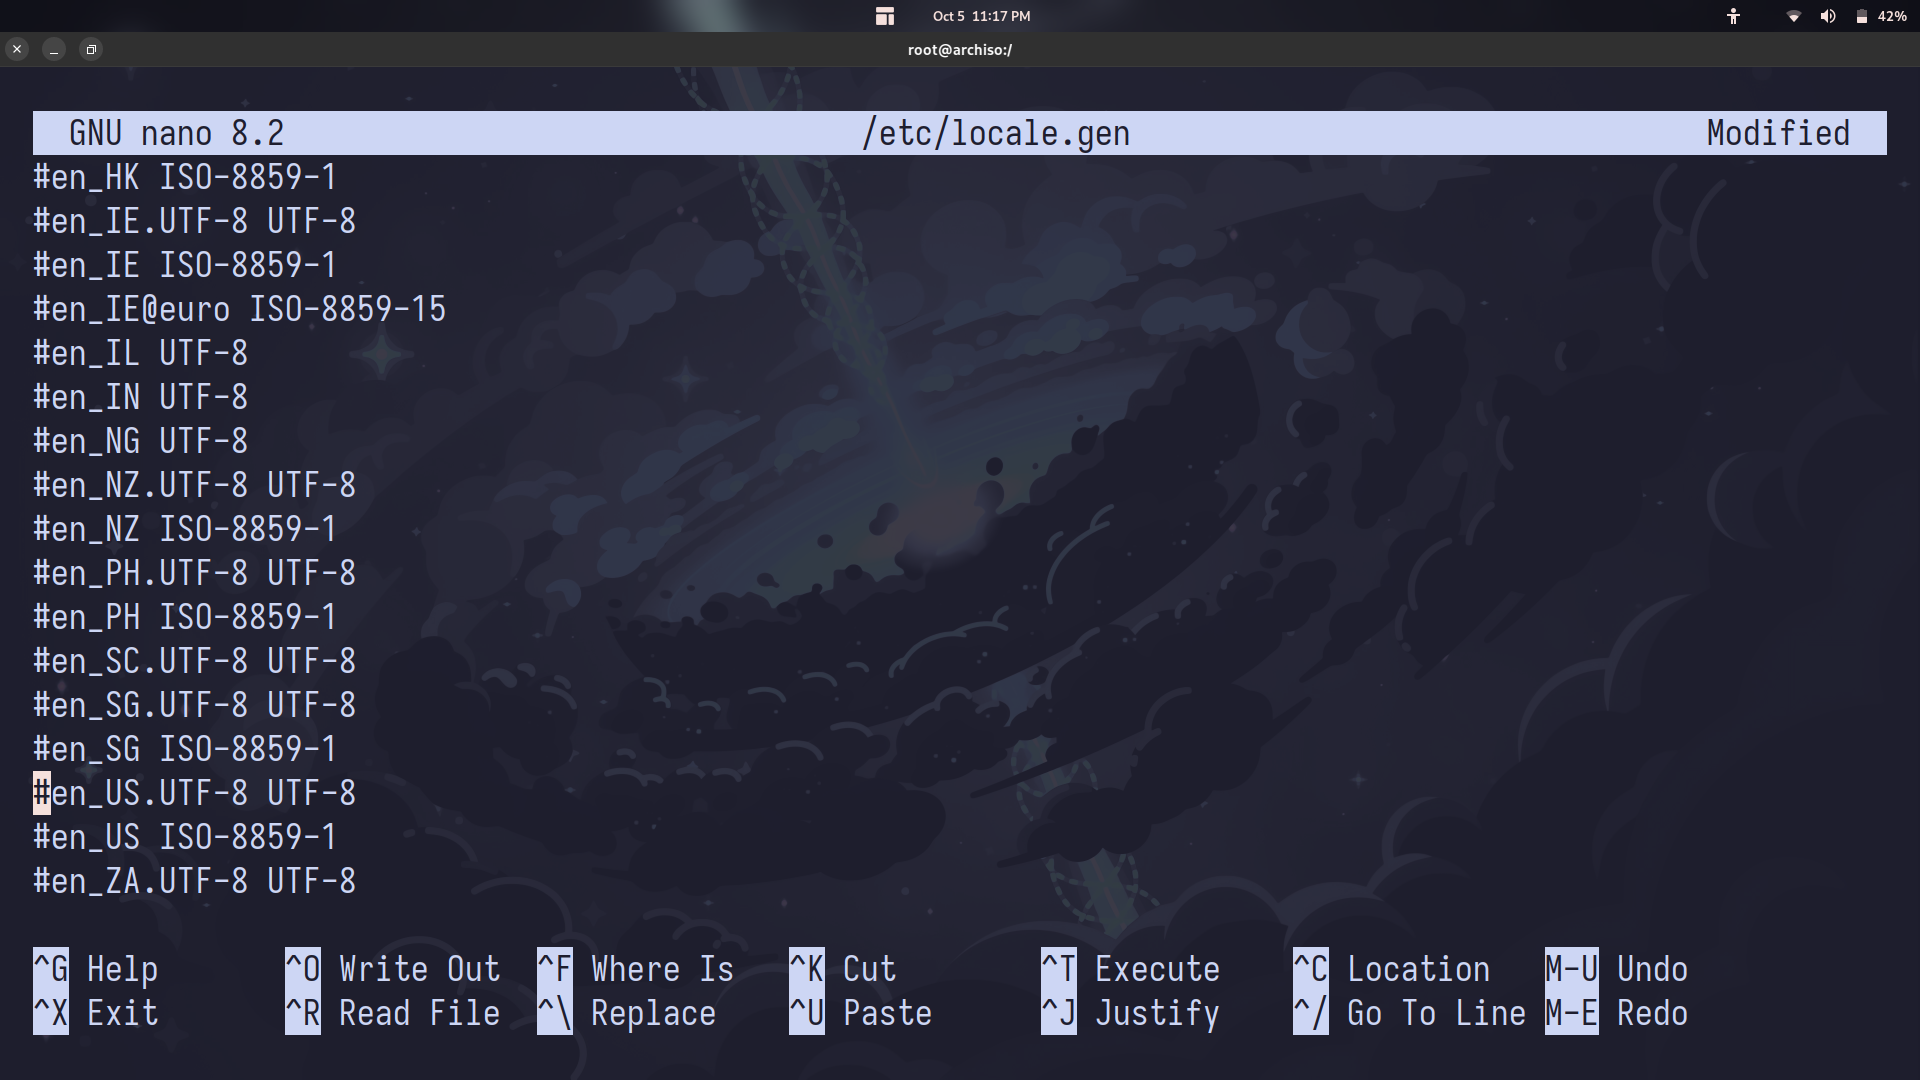 Oct 5 11:17 PM
42%
root@archiso:/
GNU nano 8.2 /etc/locale.gen Modified
#en_HK ISO-8859-1
#en_IE.UTF-8 UTF-8
#en_IE ISO-8859-1
#en_IE@euro ISO-8859-15
#en_IL UTF-8
#en_IN UTF-8
#en_NG UTF-8
#en_NZ.UTF-8 UTF-8
#en_NZ ISO-8859-1
#en_PH.UTF-8 UTF-8
#en_PH ISO-8859-1
#en_SC.UTF-8 UTF-8
#en_SG.UTF-8 UTF-8
#en_SG ISO-8859-1
#en_US.UTF-8 UTF-8
#en_US ISO-8859-1
#en_ZA.UTF-8 UTF-8
^G Help ^O Write Out ^F Where Is ^K Cut ^T Execute ^C Location M-U Undo
^X Exit ^R Read File ^\ Replace ^U Paste ^J Justify ^/ Go To Line M-E Redo